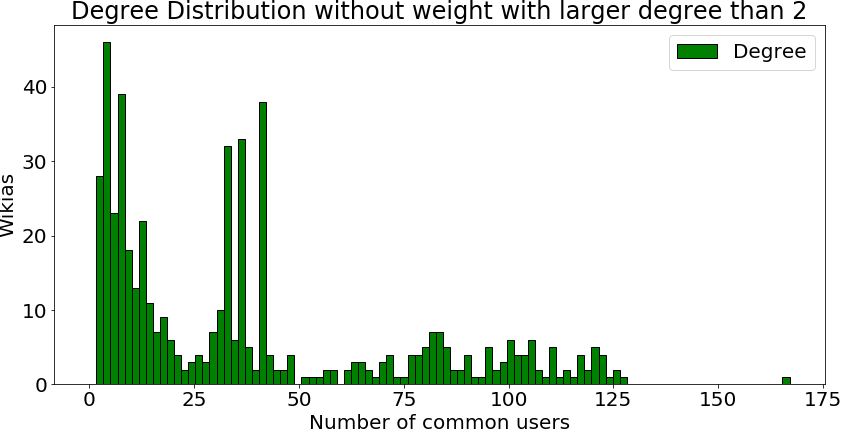 Degree Distribution without weight with larger degree than 2
Degree
40
30
20
10
0
Wikias
0 25 50 75 100 125 150 175
Number of common users